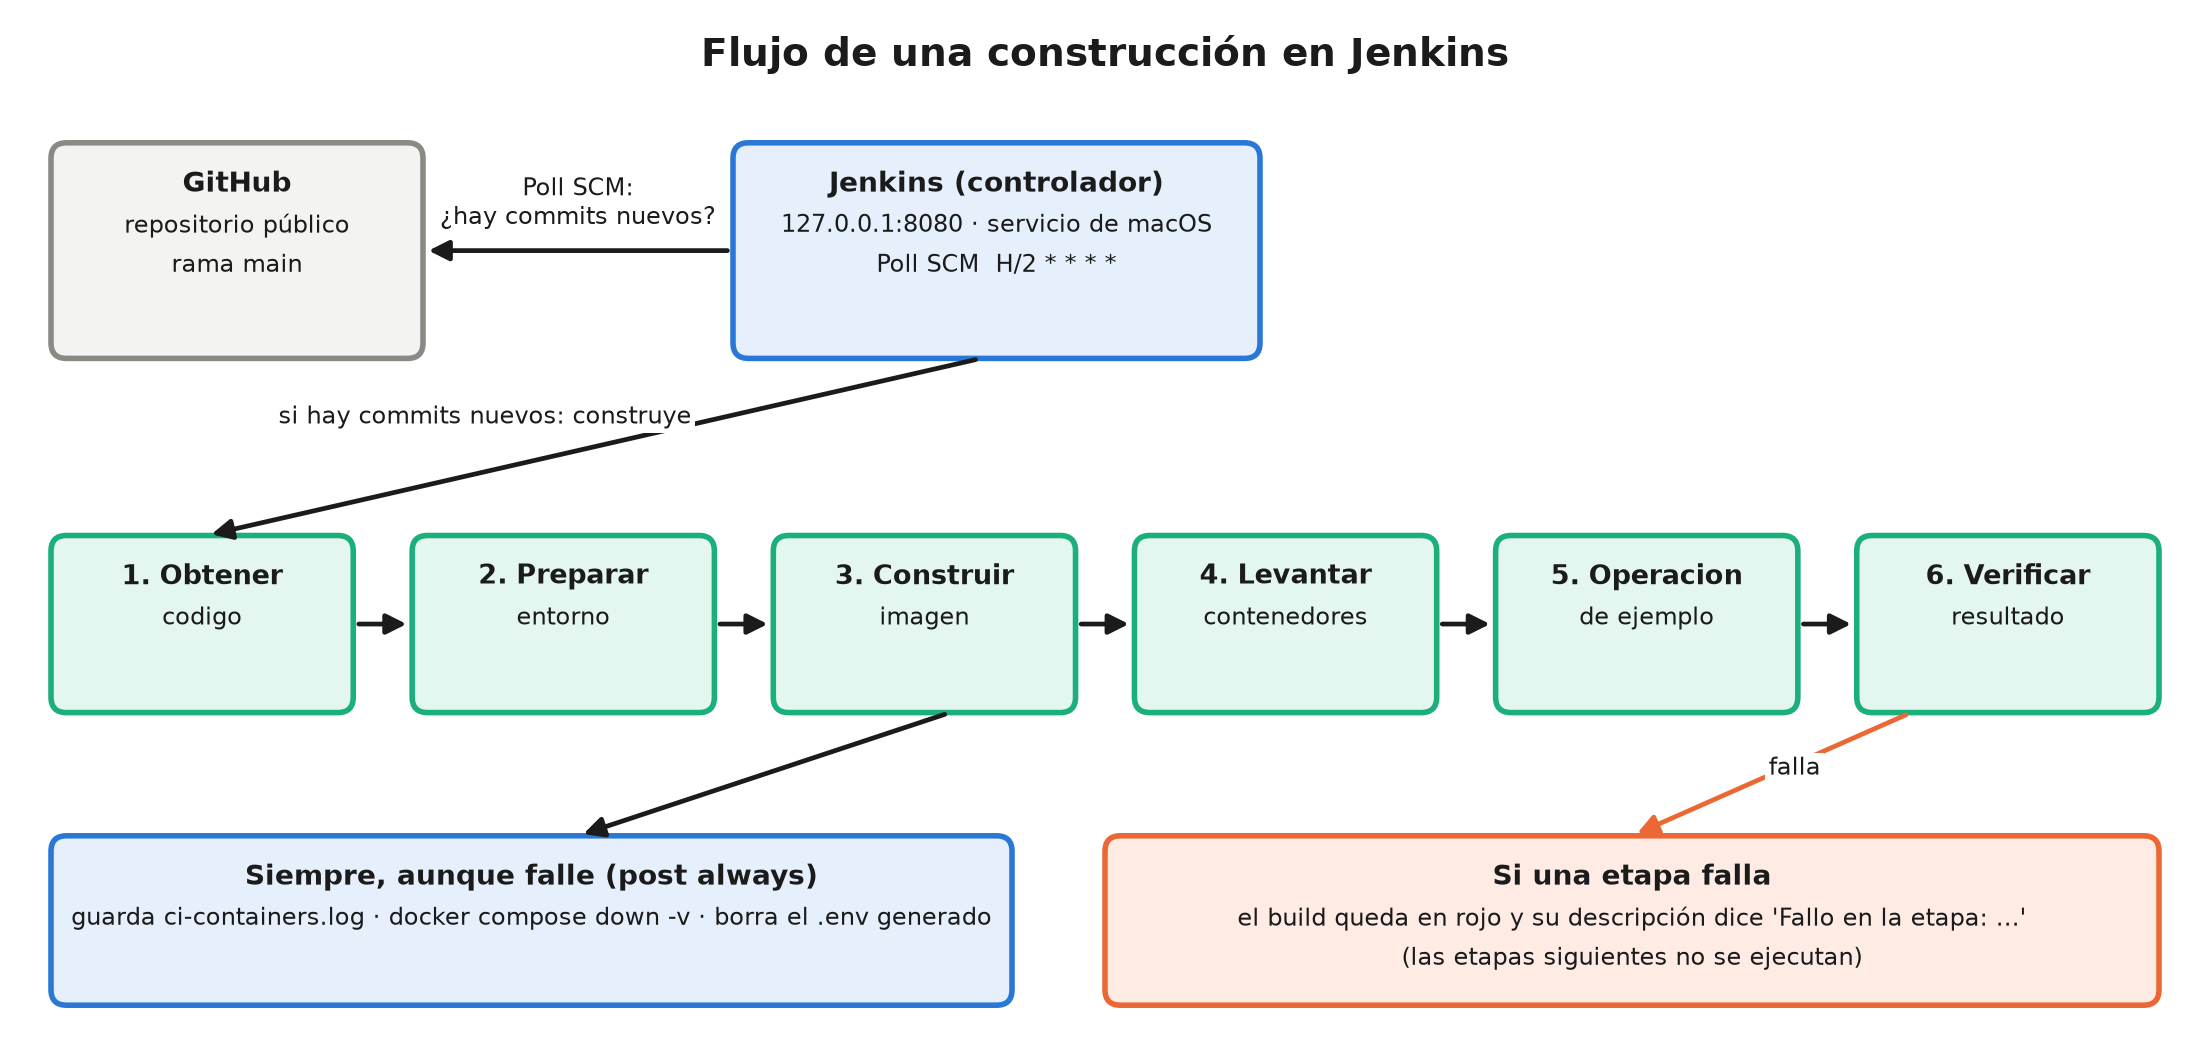 Flujo de una construcción en Jenkins
GitHub
repositorio público
rama main
Poll SCM:
¿hay commits nuevos?
Jenkins (controlador)
127.0.0.1:8080 · servicio de macOS
Poll SCM  H/2 * * * *
si hay commits nuevos: construye
1. Obtener
codigo
2. Preparar
entorno
3. Construir
imagen
4. Levantar
contenedores
5. Operacion
de ejemplo
6. Verificar
resultado
falla
Siempre, aunque falle (post always)
guarda ci-containers.log · docker compose down -v · borra el .env generado
Si una etapa falla
el build queda en rojo y su descripción dice 'Fallo en la etapa: ...'
(las etapas siguientes no se ejecutan)